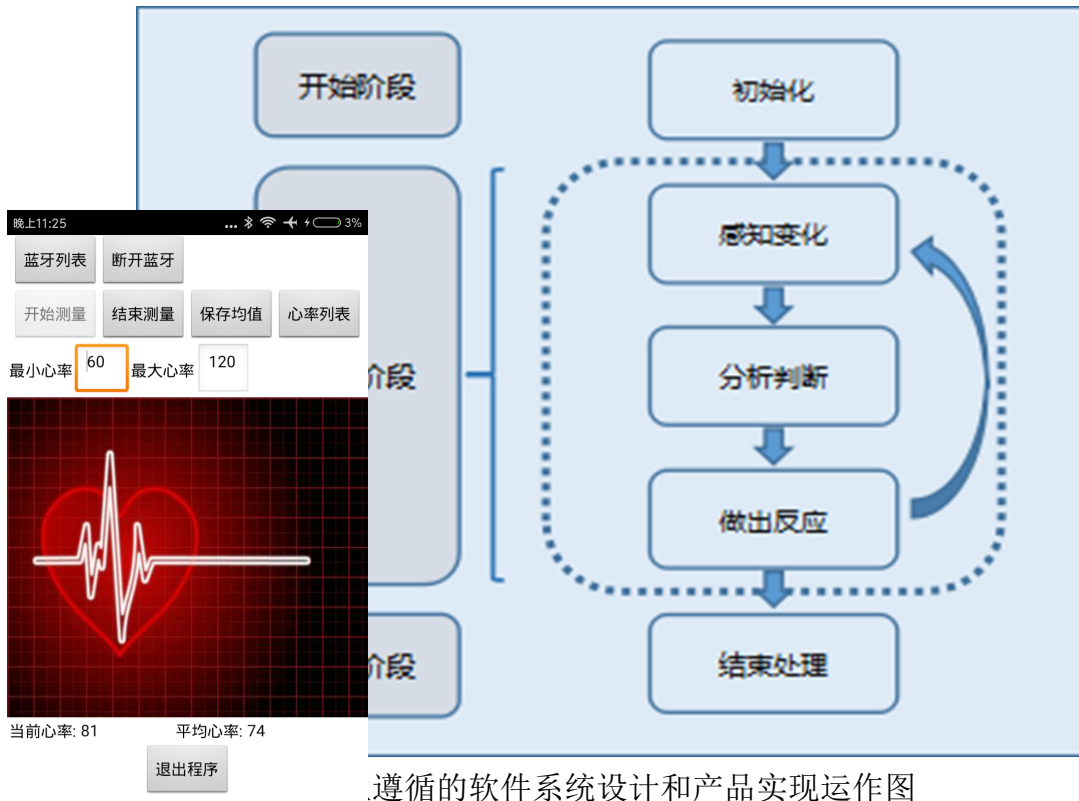 开始阶段
初始化
感知变化
阶段
分析判断
做出反应
阶段
结束处理
晚上11:25 ... 3%
蓝牙列表 断开蓝牙
开始测量 结束测量 保存均值 心率列表
最小心率 60 最大心率 120
当前心率: 81 平均心率: 74
退出程序
遵循的软件系统设计和产品实现运作图